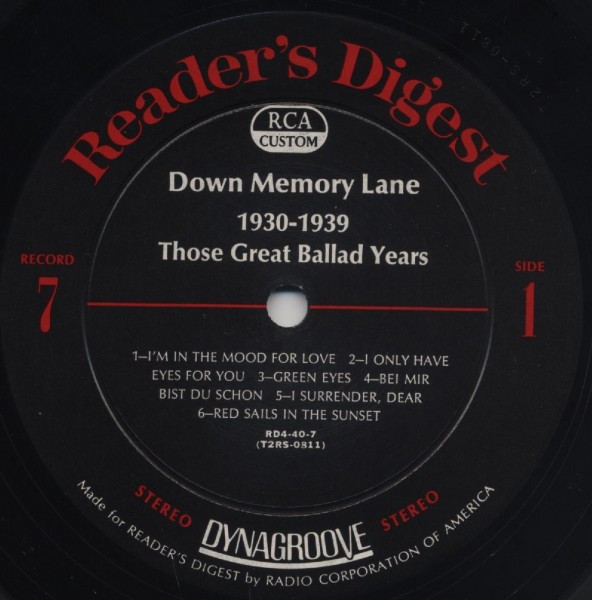 Reader's Digest
RCA
CUSTOM
Down Memory Lane
1930-1939
Those Great Ballad Years
RECORD
7
SIDE
1
1—I'M IN THE MOOD FOR LOVE 2—I ONLY HAVE
EYES FOR YOU 3—GREEN EYES 4—BEI MIR
BIST DU SCHON 5—I SURRENDER, DEAR
6—RED SAILS IN THE SUNSET
RD4-40-7
(T2RS-0811)
STEREO DYNAGROOVE STEREO
Made for READER'S DIGEST by RADIO CORPORATION OF AMERICA
T2RS-0811